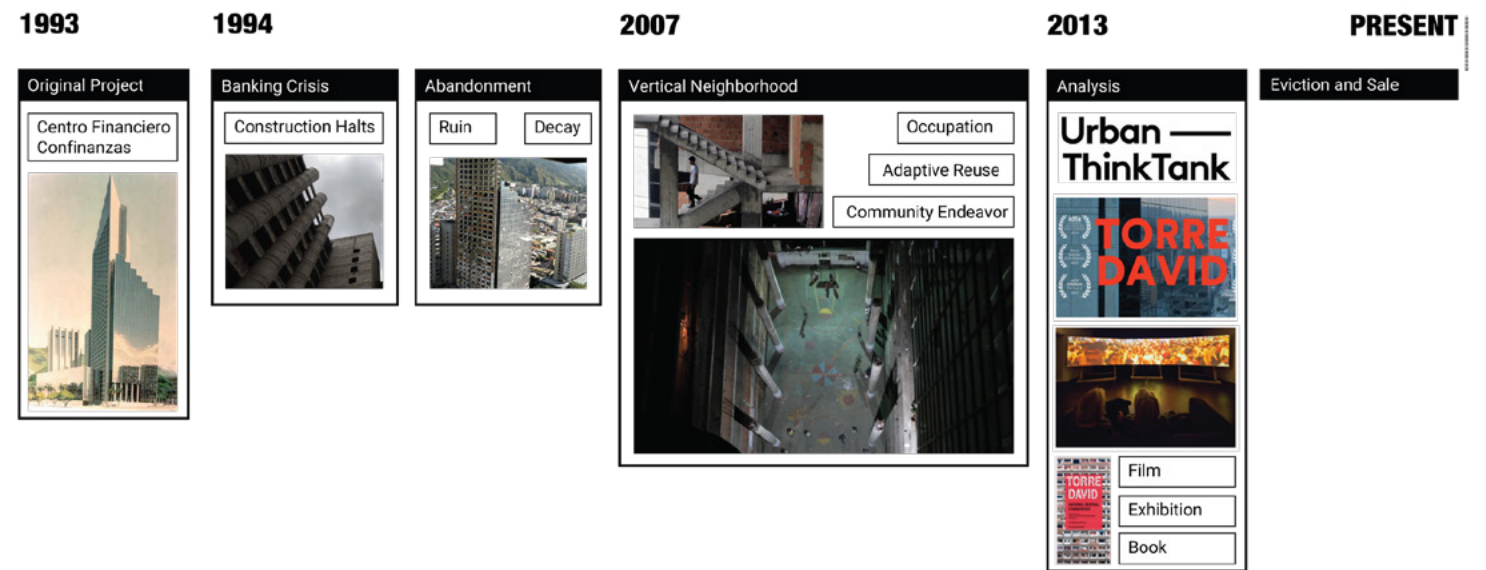 1993
1994
2007
2013
PRESENT
Original Project
Centro Financiero
Confinanzas
Banking Crisis
Construction Halts
Abandonment
Ruin
Decay
Vertical Neighborhood
Occupation
Adaptive Reuse
Community Endeavor
Analysis
Urban
ThinkTank
TORRE
DAVID
TORRE
DAVID
Film
Exhibition
Book
Eviction and Sale